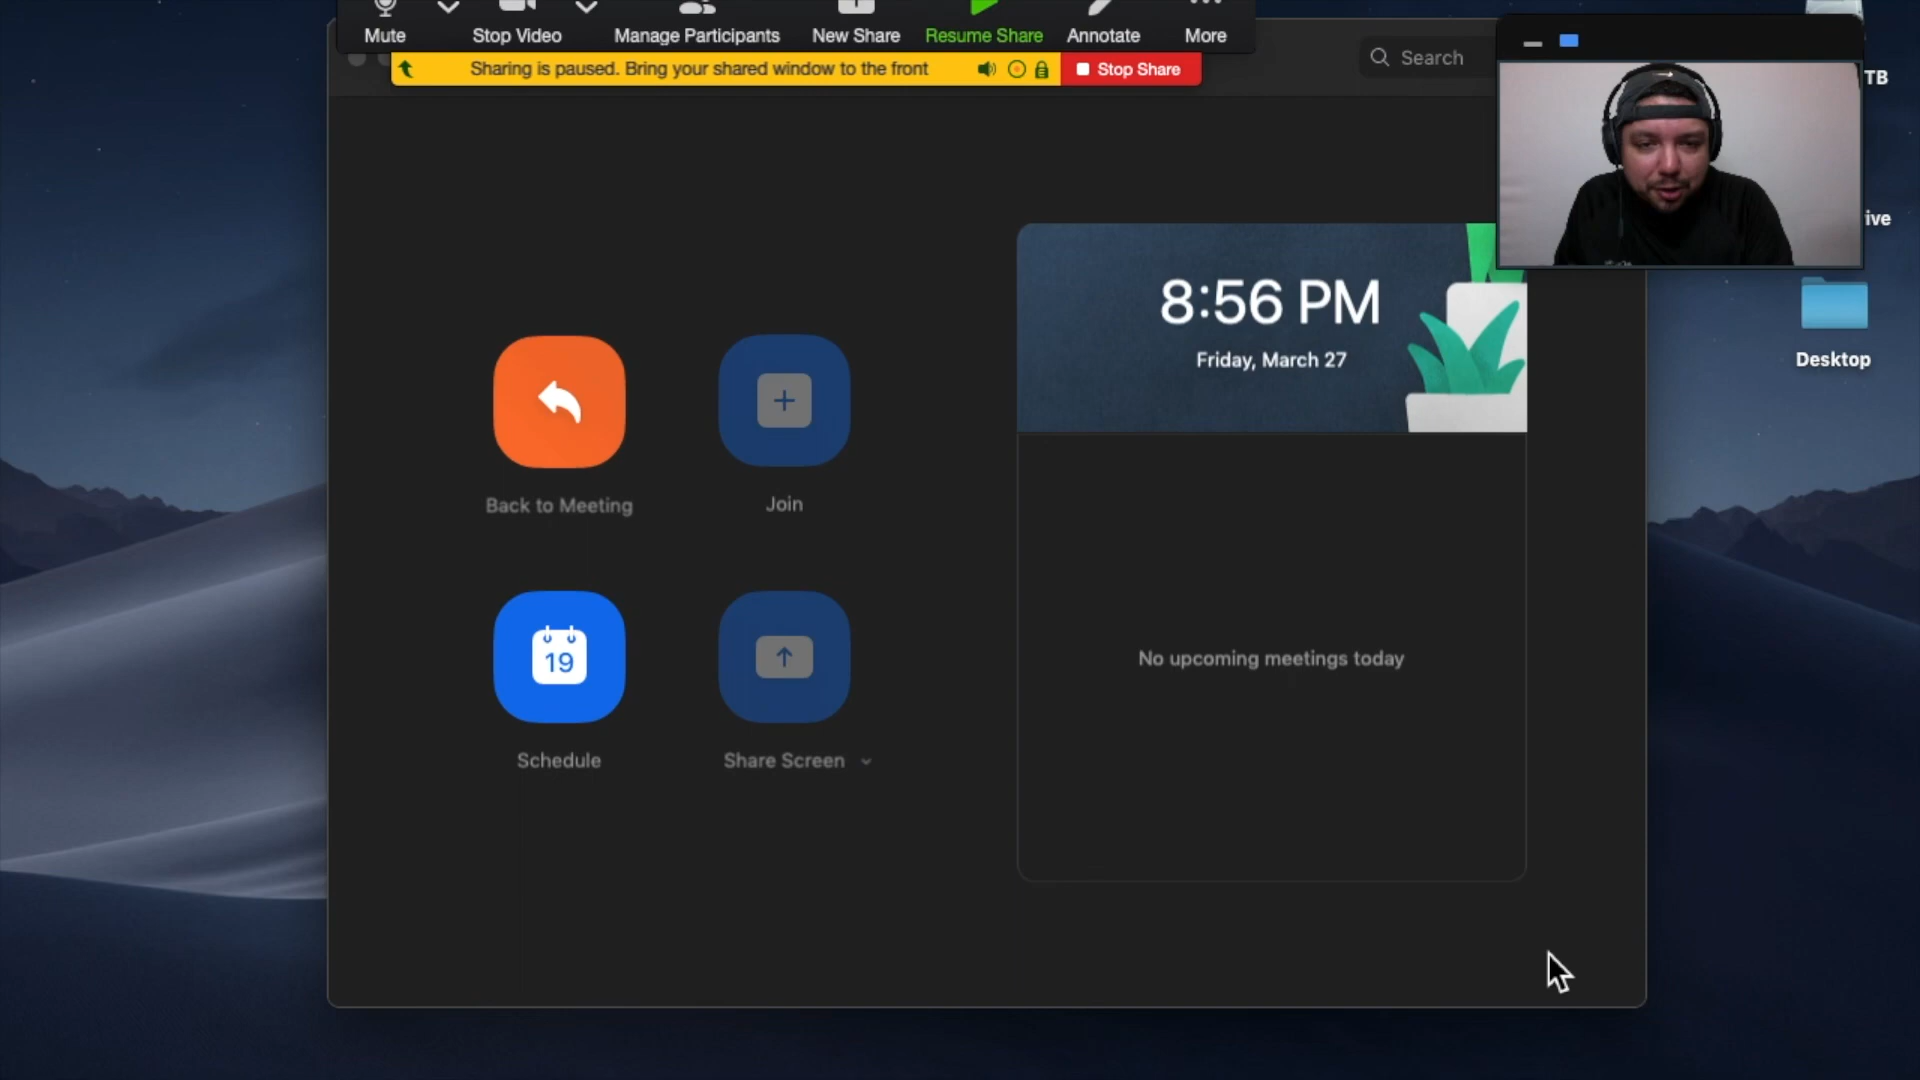 Mute
Stop Video
Manage Participants
New Share
Resume Share
Annotate
More
Sharing is paused. Bring your shared window to the front
Stop Share
Search
TB
ive
8:56 PM
Friday, March 27
Desktop
Back to Meeting
Join
19
No upcoming meetings today
Schedule
Share Screen